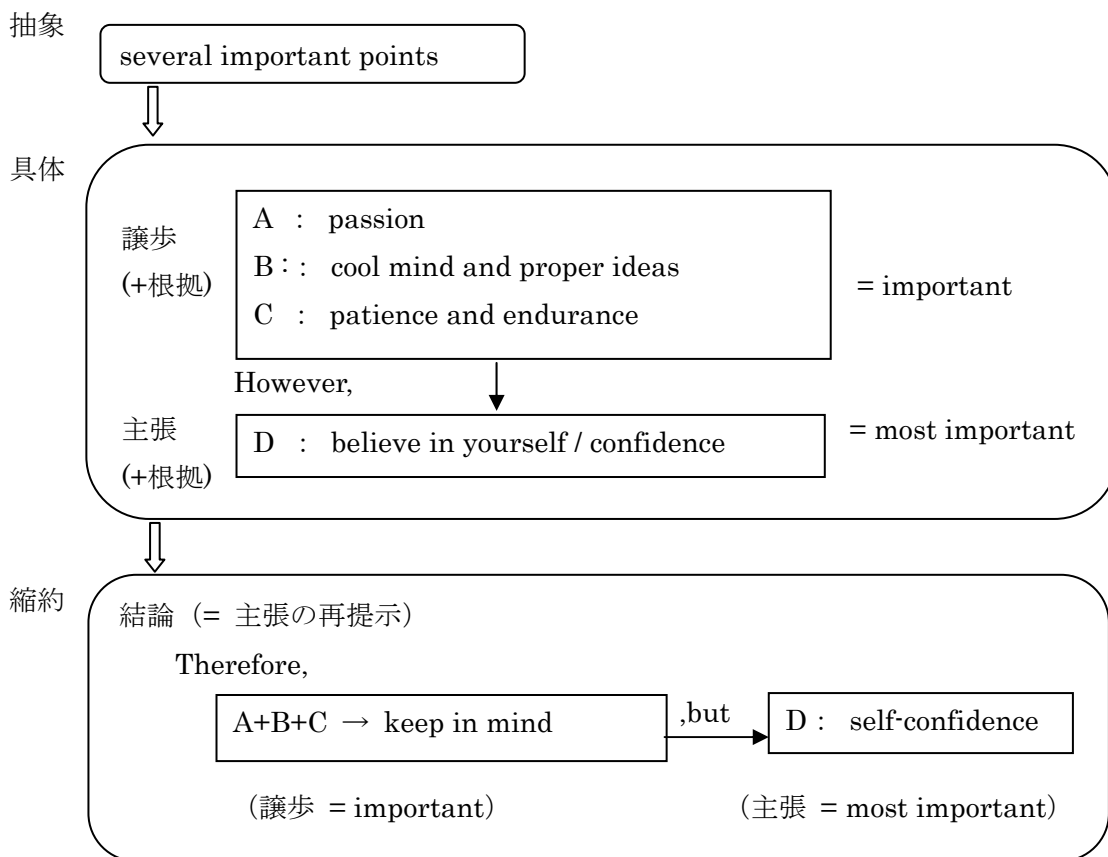 抽象
several important points
具体
譲歩
(+根拠)
A : passion
B: : cool mind and proper ideas
C : patience and endurance
= important
However,
主張
(+根拠)
D : believe in yourself / confidence
= most important
縮約
結論 (= 主張の再提示)
Therefore,
A+B+C → keep in mind
,but
D : self-confidence
(譲歩 = important)
(主張 = most important)